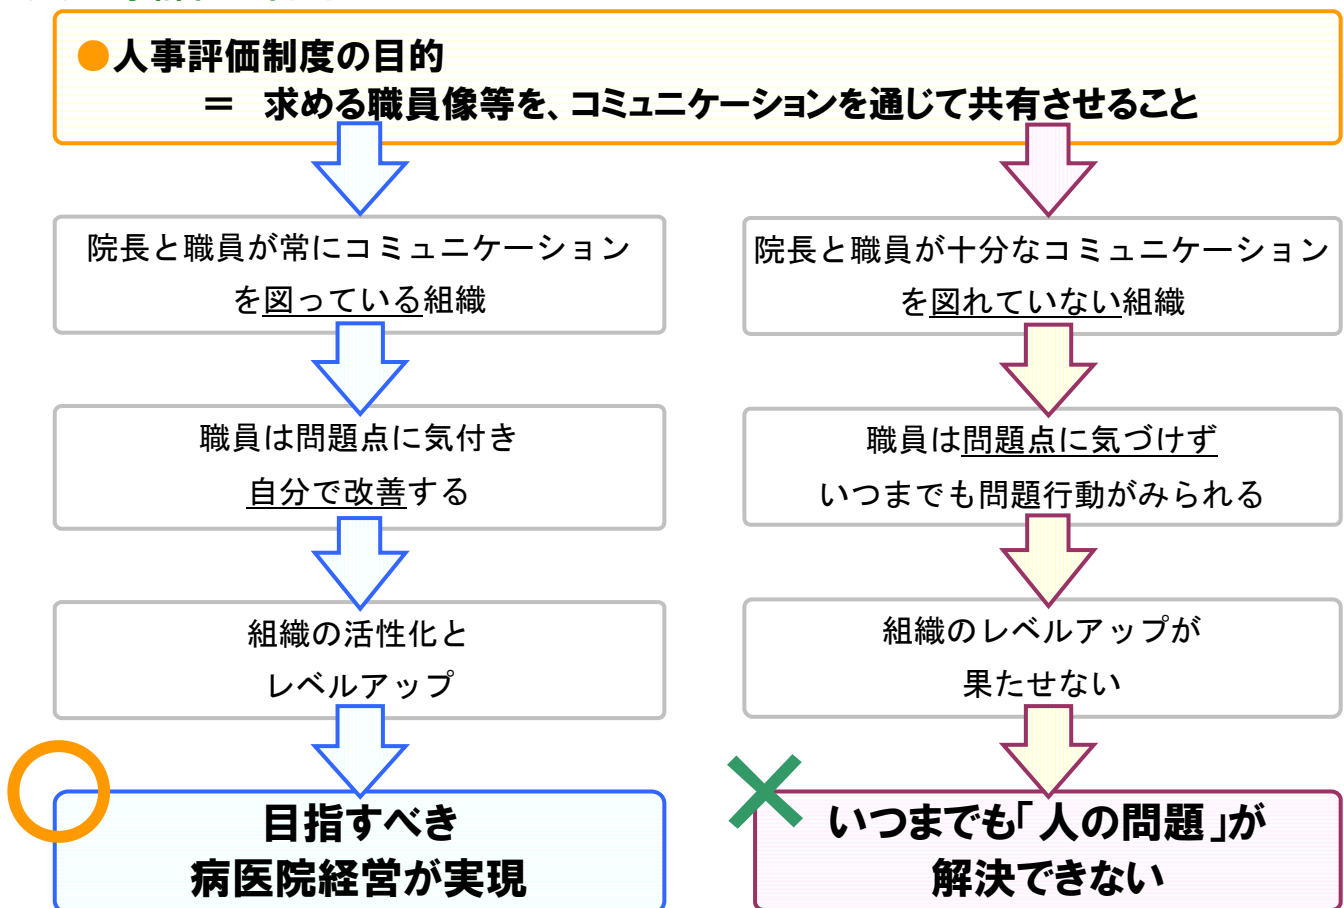 ●人事評価制度の目的
＝ 求める職員像等を、コミュニケーションを通じて共有させること
院長と職員が常にコミュニケーション
を図っている組織
職員は問題点に気付き
自分で改善する
組織の活性化と
レベルアップ
目指すべき
病医院経営が実現
院長と職員が十分なコミュニケーション
を図れていない組織
職員は問題点に気づけず
いつまでも問題行動がみられる
組織のレベルアップが
果たせない
いつまでも「人の問題」が
解決できない